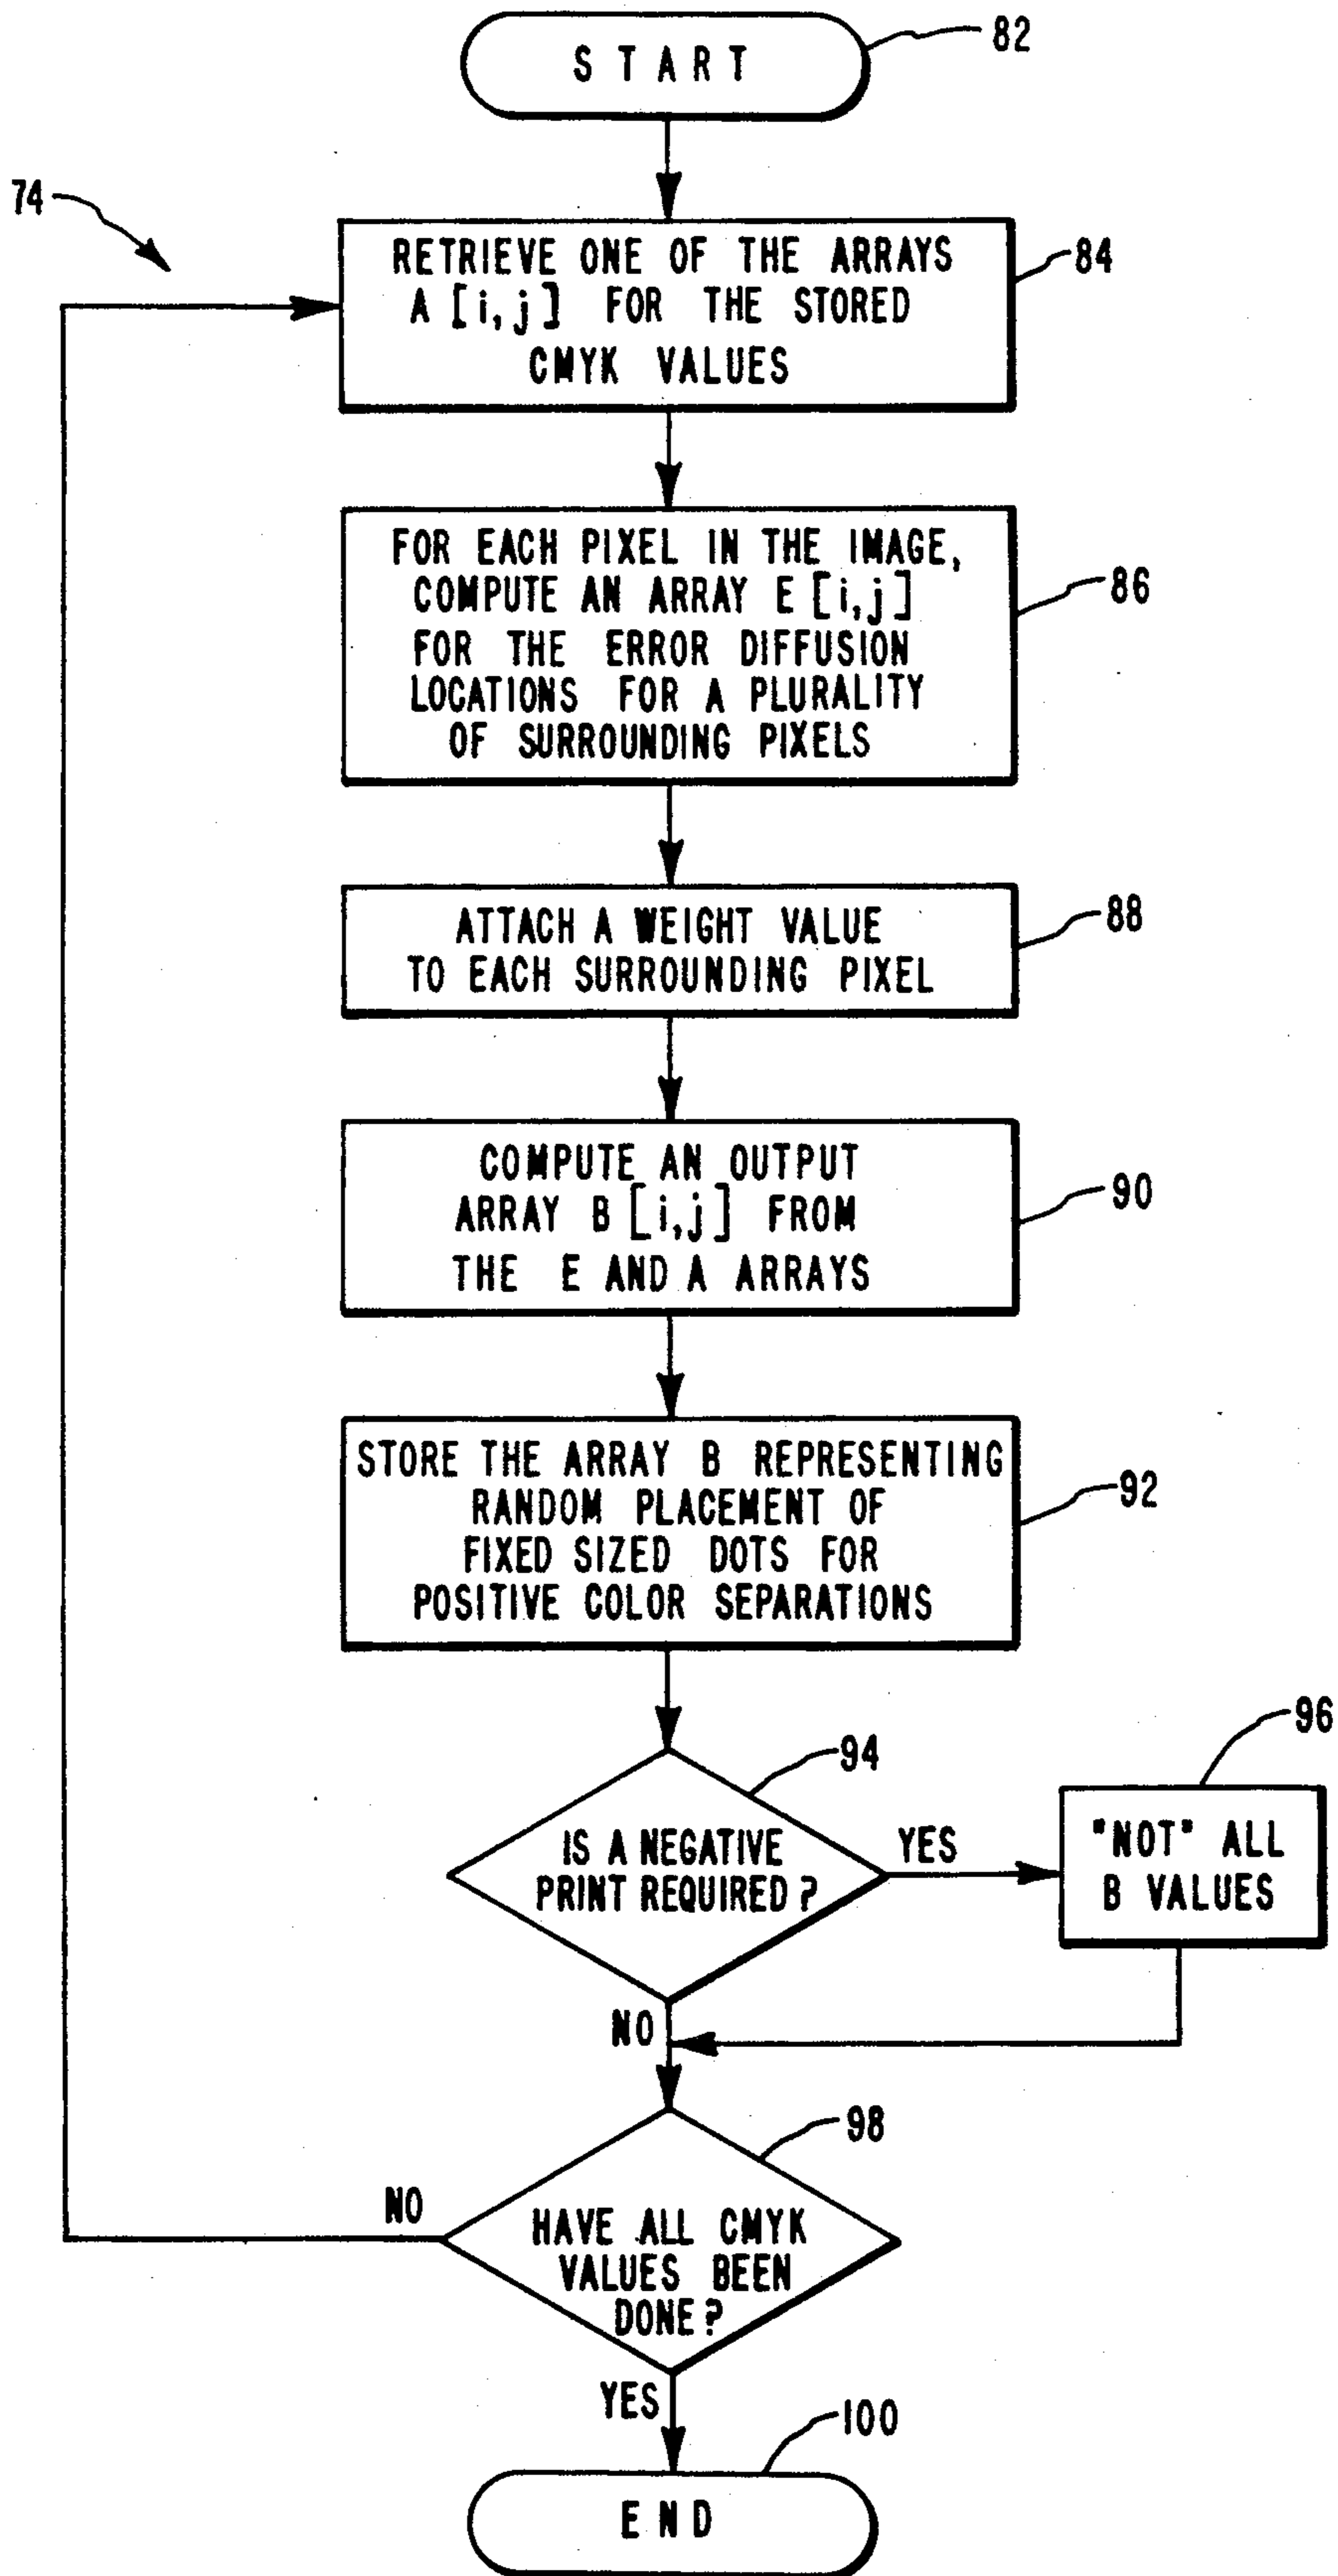 START
82
74
RETRIEVE ONE OF THE ARRAYS
A [i,j] FOR THE STORED
CMYK VALUES
84
FOR EACH PIXEL IN THE IMAGE,
COMPUTE AN ARRAY E [i,j]
FOR THE ERROR DIFFUSION
LOCATIONS FOR A PLURALITY
OF SURROUNDING PIXELS
86
ATTACH A WEIGHT VALUE
TO EACH SURROUNDING PIXEL
88
COMPUTE AN OUTPUT
ARRAY B [i,j] FROM
THE E AND A ARRAYS
90
STORE THE ARRAY B REPRESENTING
RANDOM PLACEMENT OF
FIXED SIZED DOTS FOR
POSITIVE COLOR SEPARATIONS
92
94
IS A NEGATIVE
PRINT REQUIRED?
YES
96
"NOT" ALL
B VALUES
NO
98
HAVE ALL CMYK
VALUES BEEN
DONE?
NO
YES
100
END